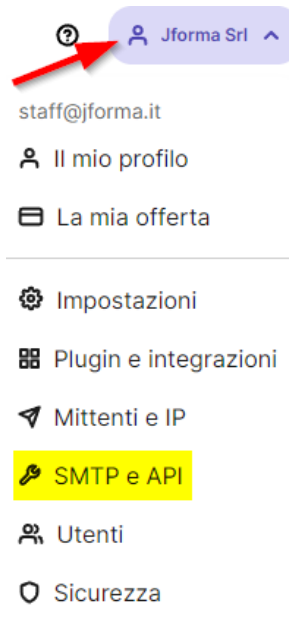 Jforma Srl
staff@jforma.it
Il mio profilo
La mia offerta
Impostazioni
Plugin e integrazioni
Mittenti e IP
SMTP e API
Utenti
Sicurezza